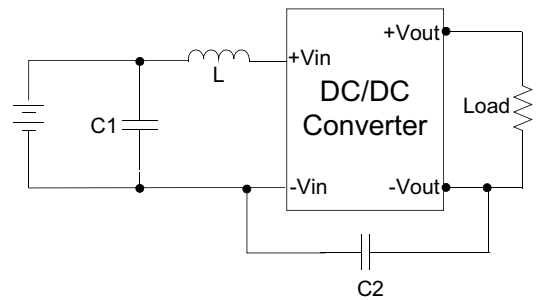 +Vout
+Vin
L
DC/DC
Converter
Load
C1
-Vin
-Vout
C2